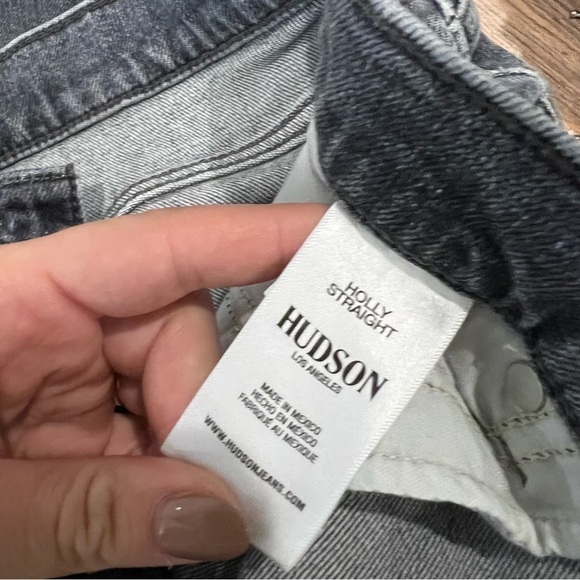 HOLLY
STRAIGHT
HUDSON
LOS ANGELES
MADE IN MEXICO
HECHO EN MÉXICO
FABRIQUÉ AU MEXIQUE
WWW.HUDSONJEANS.COM